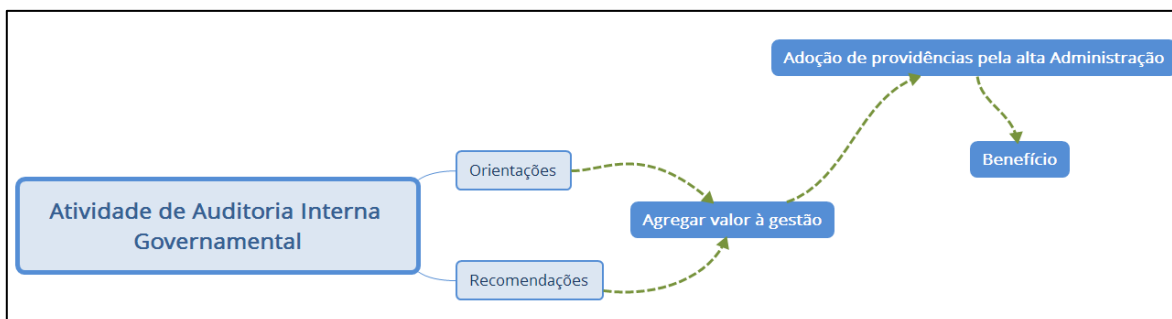 Adoção de providências pela alta Administração
Benefício
Orientações
Atividade de Auditoria Interna
Governamental
Agregar valor à gestão
Recomendações